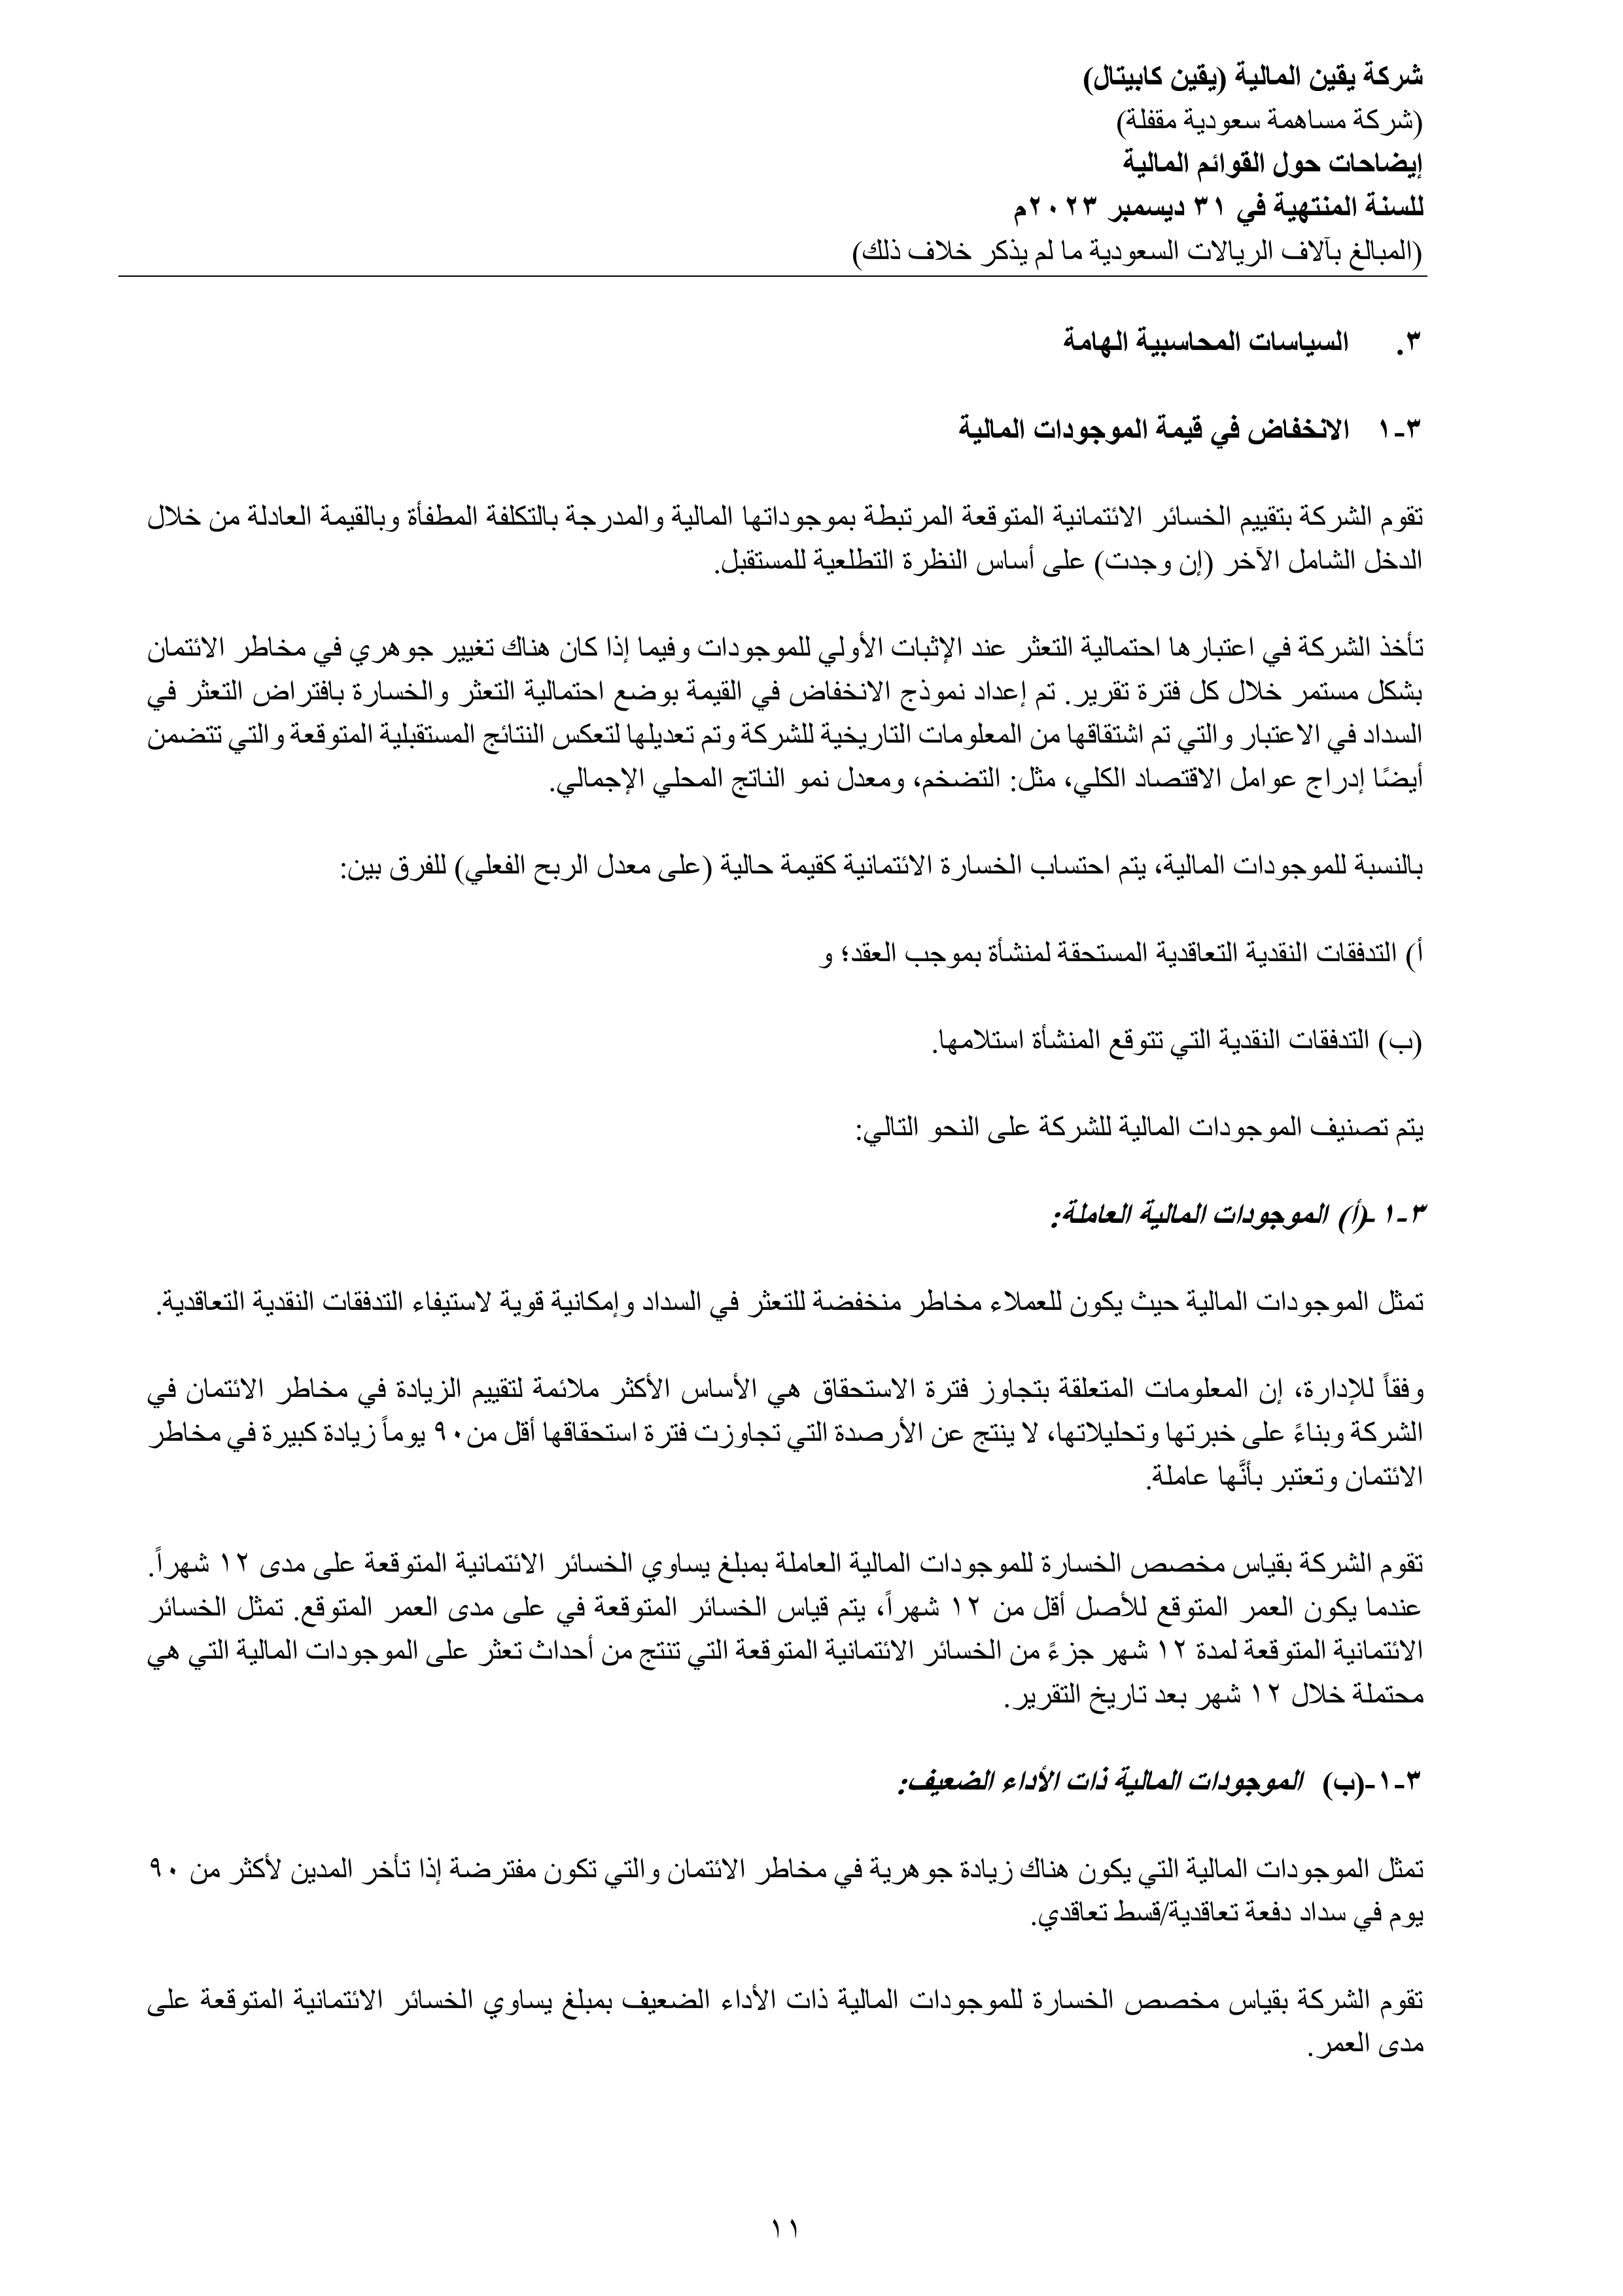 شركة يقين المالية (يقين كابيتال)
(شركة مساهمة سعودية مقفلة)
إيضاحات حول القوائم المالية
للسنة المنتهية في ٣١ ديسمبر ٢٠٢٣م
(المبالغ بآلاف الريالات السعودية ما لم يذكر خلاف ذلك)
٣. السياسات المحاسبية الهامة
٣-١ الانخفاض في قيمة الموجودات المالية
تقوم الشركة بتقييم الخسائر الائتمانية المتوقعة المرتبطة بموجوداتها المالية والمدرجة بالتكلفة المطفأة وبالقيمة العادلة من خلال
الدخل الشامل الآخر (إن وجدت) على أساس النظرة التطلعية للمستقبل.
تأخذ الشركة في اعتبارها احتمالية التعثر عند الإثبات الأولي للموجودات وفيما إذا كان هناك تغيير جوهري في مخاطر الائتمان
بشكل مستمر خلال كل فترة تقرير. تم إعداد نموذج الانخفاض في القيمة بوضع احتمالية التعثر والخسارة بافتراض التعثر في
السداد في الاعتبار والتي تم اشتقاقها من المعلومات التاريخية للشركة وتم تعديلها لتعكس النتائج المستقبلية المتوقعة والتي تتضمن
أيضًا إدراج عوامل الاقتصاد الكلي، مثل: التضخم، ومعدل نمو الناتج المحلي الإجمالي.
بالنسبة للموجودات المالية، يتم احتساب الخسارة الائتمانية كقيمة حالية (على معدل الربح الفعلي) للفرق بين:
أ) التدفقات النقدية التعاقدية المستحقة لمنشأة بموجب العقد؛ و
(ب) التدفقات النقدية التي تتوقع المنشأة استلامها.
يتم تصنيف الموجودات المالية للشركة على النحو التالي:
٣-١-(أ) الموجودات المالية العاملة:
تمثل الموجودات المالية حيث يكون للعملاء مخاطر منخفضة للتعثر في السداد وإمكانية قوية لاستيفاء التدفقات النقدية التعاقدية.
وفقاً للإدارة، إن المعلومات المتعلقة بتجاوز فترة الاستحقاق هي الأساس الأكثر ملائمة لتقييم الزيادة في مخاطر الائتمان في
الشركة وبناءً على خبرتها وتحليلاتها، لا ينتج عن الأرصدة التي تجاوزت فترة استحقاقها أقل من٩٠ يوماً زيادة كبيرة في مخاطر
الائتمان وتعتبر بأنَّها عاملة.
تقوم الشركة بقياس مخصص الخسارة للموجودات المالية العاملة بمبلغ يساوي الخسائر الائتمانية المتوقعة على مدى ١٢ شهراً.
عندما يكون العمر المتوقع للأصل أقل من ١٢ شهراً، يتم قياس الخسائر المتوقعة في على مدى العمر المتوقع. تمثل الخسائر
الائتمانية المتوقعة لمدة ١٢ شهر جزءً من الخسائر الائتمانية المتوقعة التي تنتج من أحداث تعثر على الموجودات المالية التي هي
محتملة خلال ١٢ شهر بعد تاريخ التقرير.
٣-١-(ب) الموجودات المالية ذات الأداء الضعيف:
تمثل الموجودات المالية التي يكون هناك زيادة جوهرية في مخاطر الائتمان والتي تكون مفترضة إذا تأخر المدين لأكثر من ٩٠
يوم في سداد دفعة تعاقدية/قسط تعاقدي.
تقوم الشركة بقياس مخصص الخسارة للموجودات المالية ذات الأداء الضعيف بمبلغ يساوي الخسائر الائتمانية المتوقعة على
مدى العمر.
١١